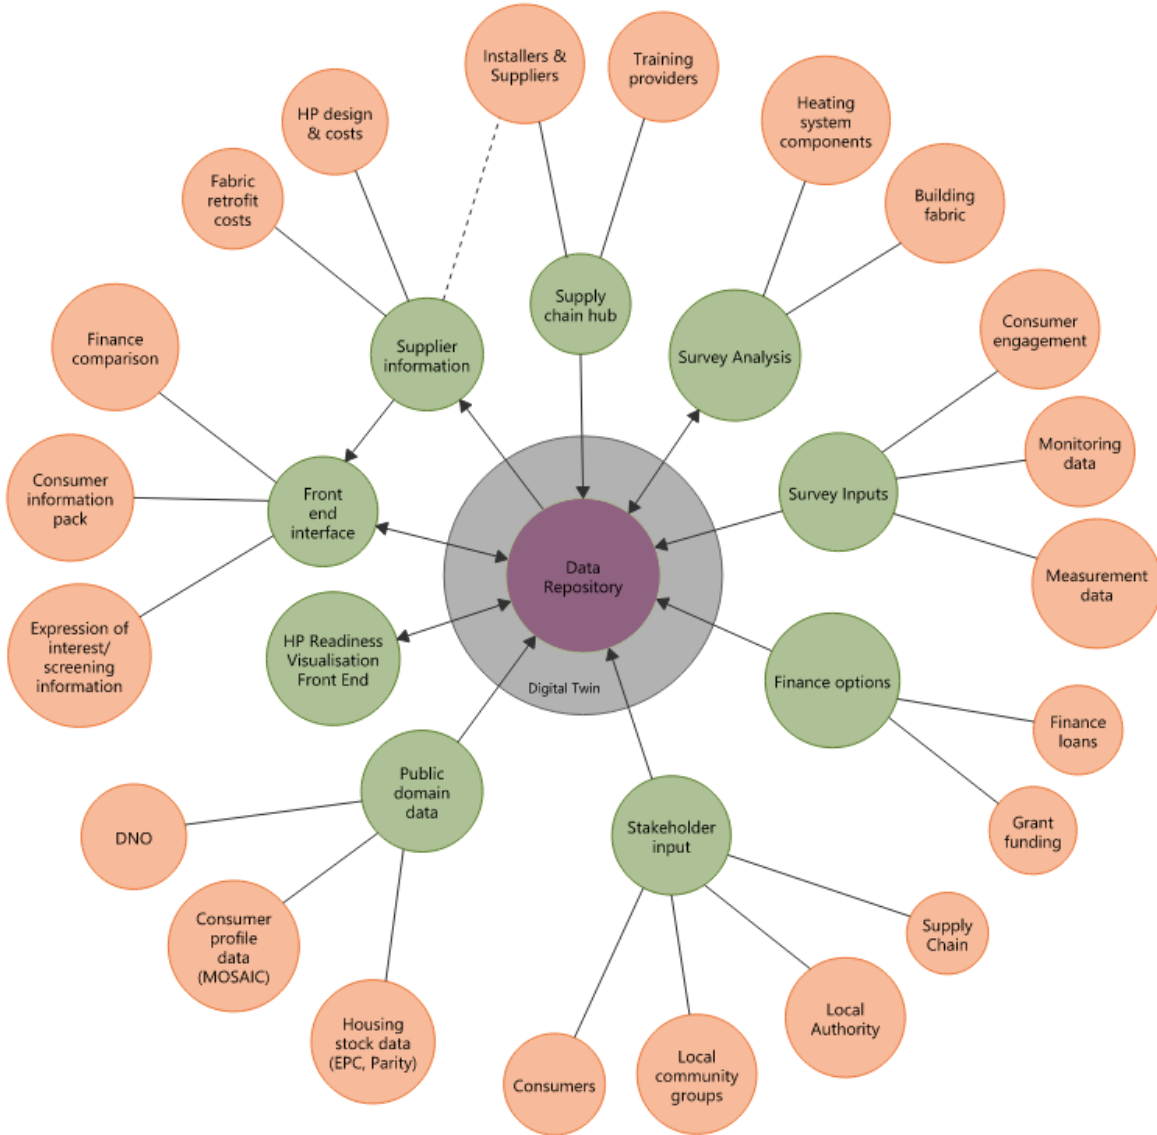 Installers &
Suppliers
Training
providers
HP design
& costs
Heating
system
components
Fabric
retrofit
costs
Building
fabric
Supply
chain hub
Finance
comparison
Supplier
information
Survey Analysis
Consumer
engagement
Consumer
information
pack
Front
end
interface
Survey Inputs
Monitoring
data
Data
Repository
Measurement
data
Expression of
interest/
screening
information
HP Readiness
Visualisation
Front End
Digital Twin
Finance options
Finance
loans
Public
domain
data
Stakeholder
input
Grant
funding
DNO
Consumer
profile
data
(MOSAIC)
Supply
Chain
Housing
stock data
(EPC, Parity)
Local
Authority
Consumers
Local
community
groups